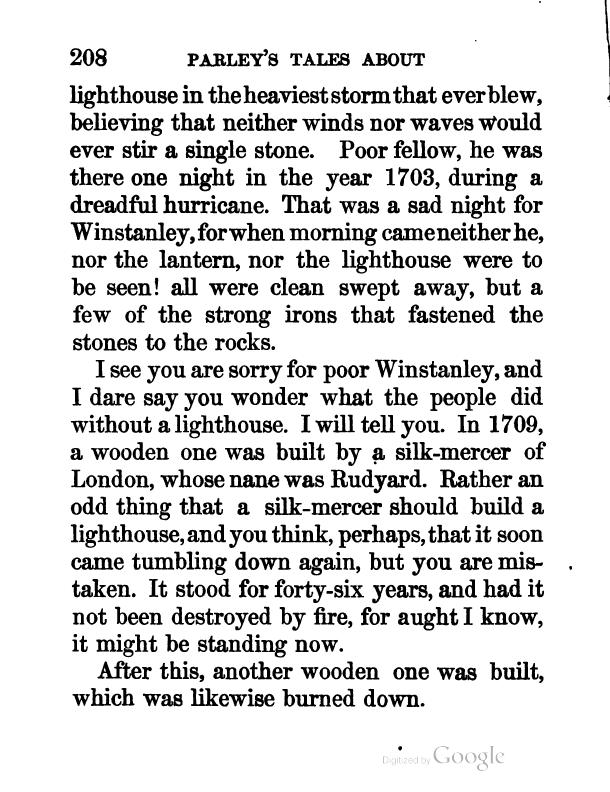 208 PARLEY'S TALES ABOUT
lighthouse in the heaviest storm that ever blew,
believing that neither winds nor waves would
ever stir a single stone. Poor fellow, he was
there one night in the year 1703, during a
dreadful hurricane. That was a sad night for
Winstanley, for when morning came neither he,
nor the lantern, nor the lighthouse were to
be seen! all were clean swept away, but a
few of the strong irons that fastened the
stones to the rocks.
I see you are sorry for poor Winstanley, and
I dare say you wonder what the people did
without a lighthouse. I will tell you. In 1709,
a wooden one was built by a silk-mercer of
London, whose nane was Rudyard. Rather an
odd thing that a silk-mercer should build a
lighthouse, and you think, perhaps, that it soon
came tumbling down again, but you are mis-
taken. It stood for forty-six years, and had it
not been destroyed by fire, for aught I know,
it might be standing now.
After this, another wooden one was built,
which was likewise burned down.
Digitized by Google